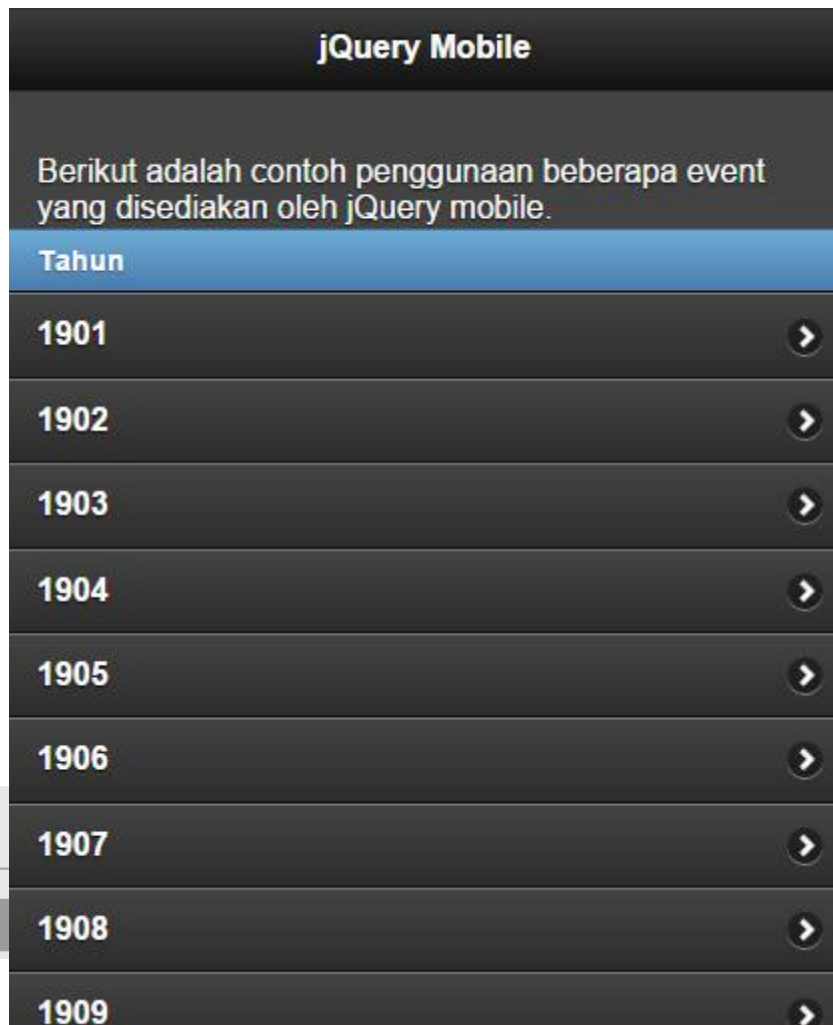 jQuery Mobile
Berikut adalah contoh penggunaan beberapa event
yang disediakan oleh jQuery mobile.
Tahun
1901
1902
1903
1904
1905
1906
1907
1908
1909